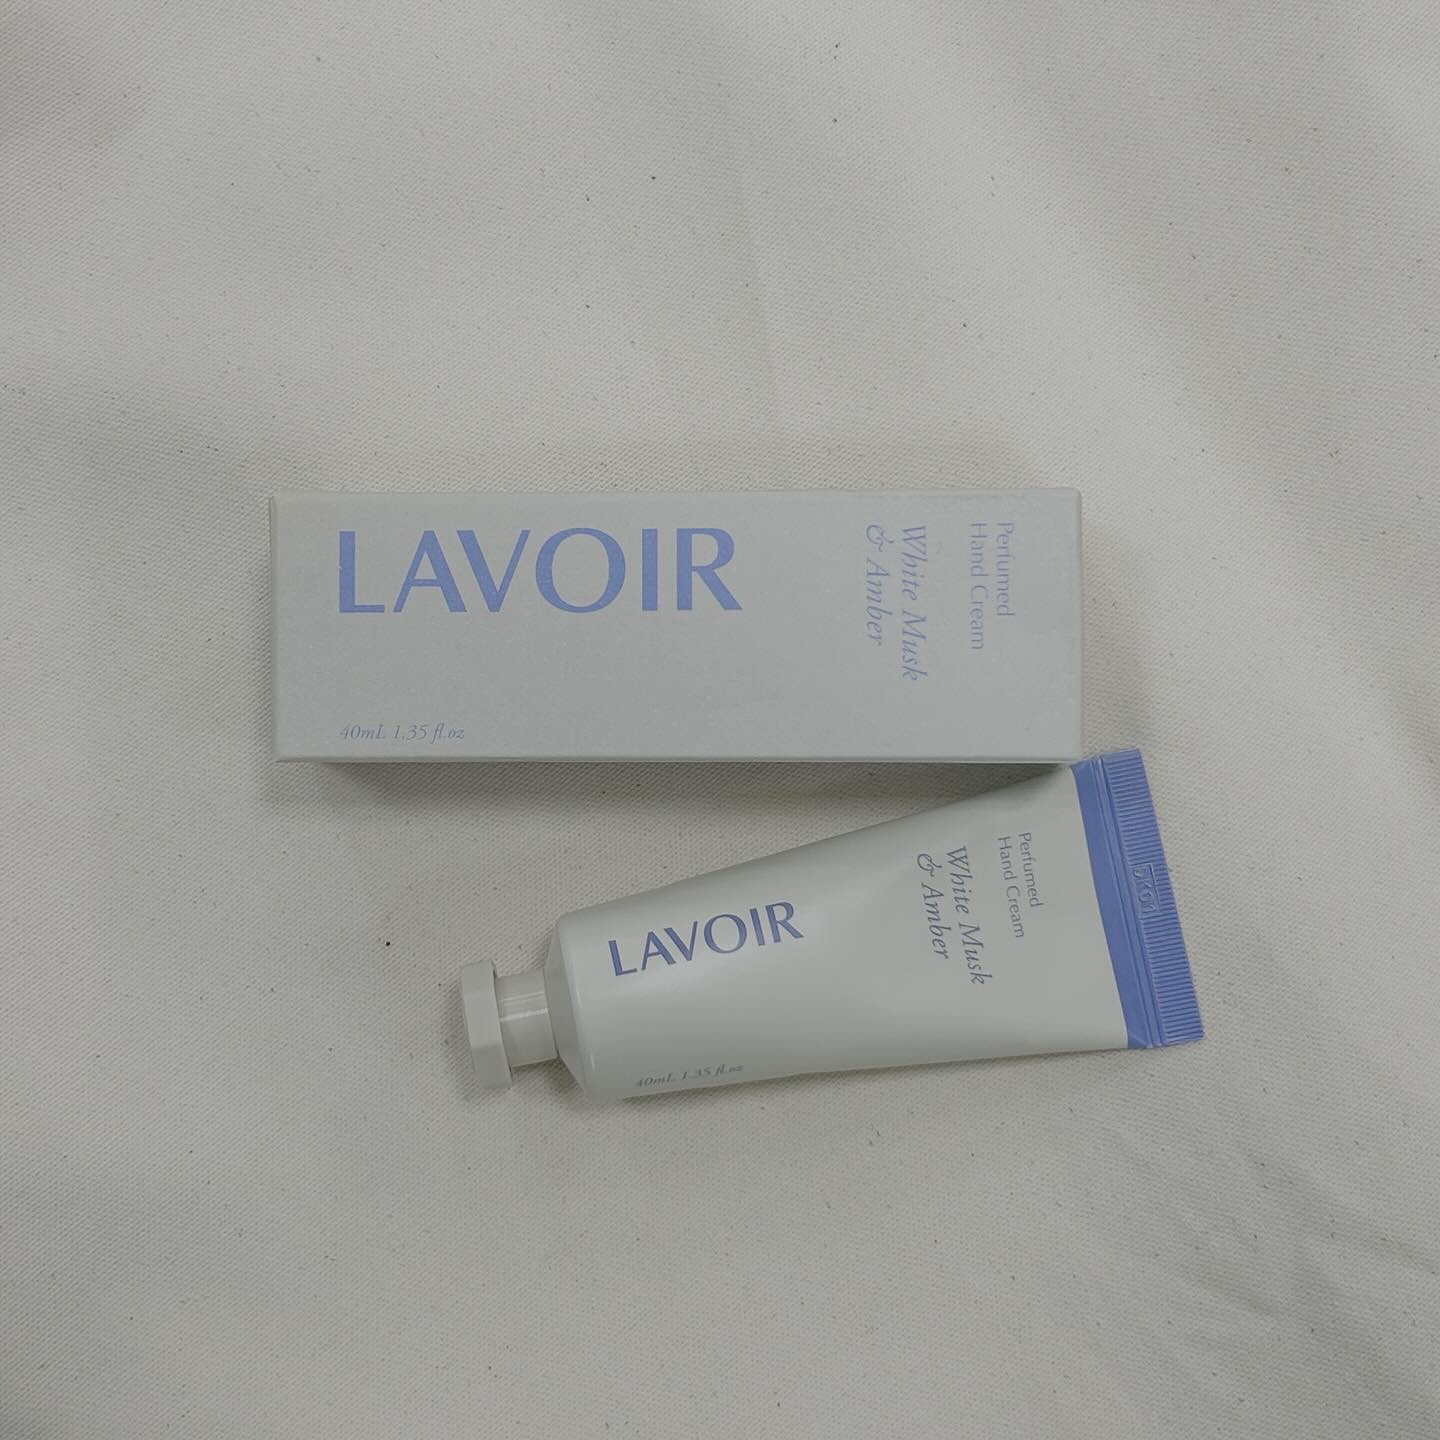 LAVOIR
Perfumed
Hand Cream
White Musk
& Amber
40mL 1.35 fl.oz
LAVOIR
Perfumed
Hand Cream
White Musk
& Amber
40mL 1.35 fl.oz